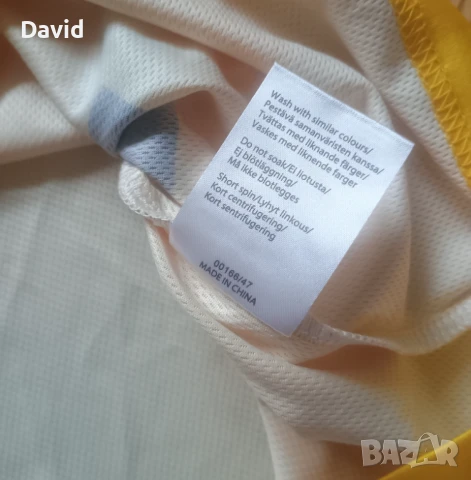 David
Wash with similar colours/
Pestävä samanväristen kanssa/
Tvättas med liknande färger/
Vaskes med liknende farger
Do not soak/Ei liotusta/
Ej blötläggning/
Må ikke bløtlegges
Short spin/Lyhyt linkous/
Kort centrifugering/
Kort sentrifugering
00166/47
MADE IN CHINA
BAZAR